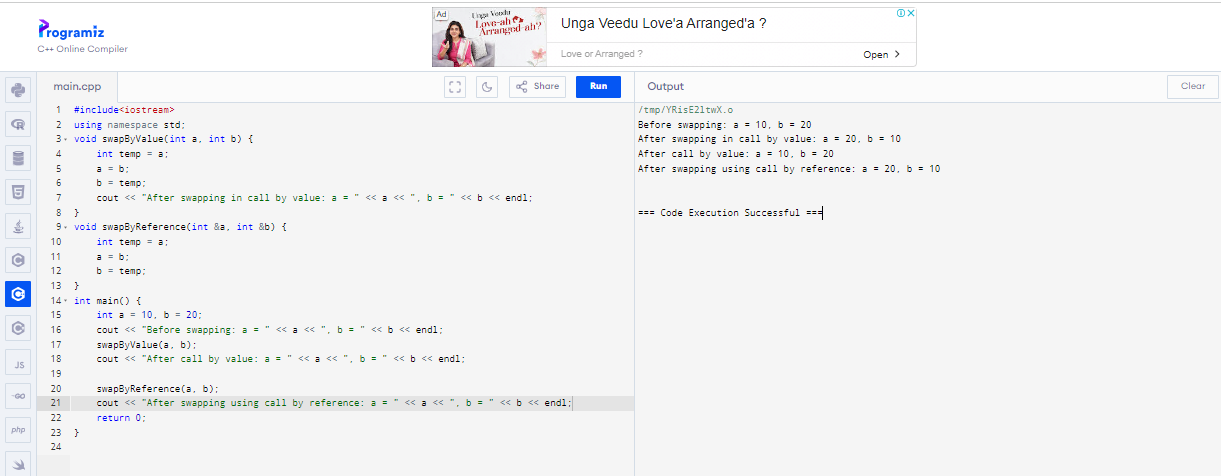 Programiz
C++ Online Compiler
Ad
Unga Veedu
Love-ah
Arranged-ah?
Unga Veedu Love'a Arranged'a ?
Love or Arranged ?
Open >
main.cpp
Share
Run
Output
Clear
1 #include<iostream>
2 using namespace std;
3 void swapByValue(int a, int b) {
4 int temp = a;
5 a = b;
6 b = temp;
7 cout << "After swapping in call by value: a = " << a << ", b = " << b << endl;
8 }
9 void swapByReference(int &a, int &b) {
10 int temp = a;
11 a = b;
12 b = temp;
13 }
14 int main() {
15 int a = 10, b = 20;
16 cout << "Before swapping: a = " << a << ", b = " << b << endl;
17 swapByValue(a, b);
18 cout << "After call by value: a = " << a << ", b = " << b << endl;
19
20 swapByReference(a, b);
21 cout << "After swapping using call by reference: a = " << a << ", b = " << b << endl;
22 return 0;
23 }
24
/tmp/YRisE2ltwX.o
Before swapping: a = 10, b = 20
After swapping in call by value: a = 20, b = 10
After call by value: a = 10, b = 20
After swapping using call by reference: a = 20, b = 10
=== Code Execution Successful ===
JS
GO
php